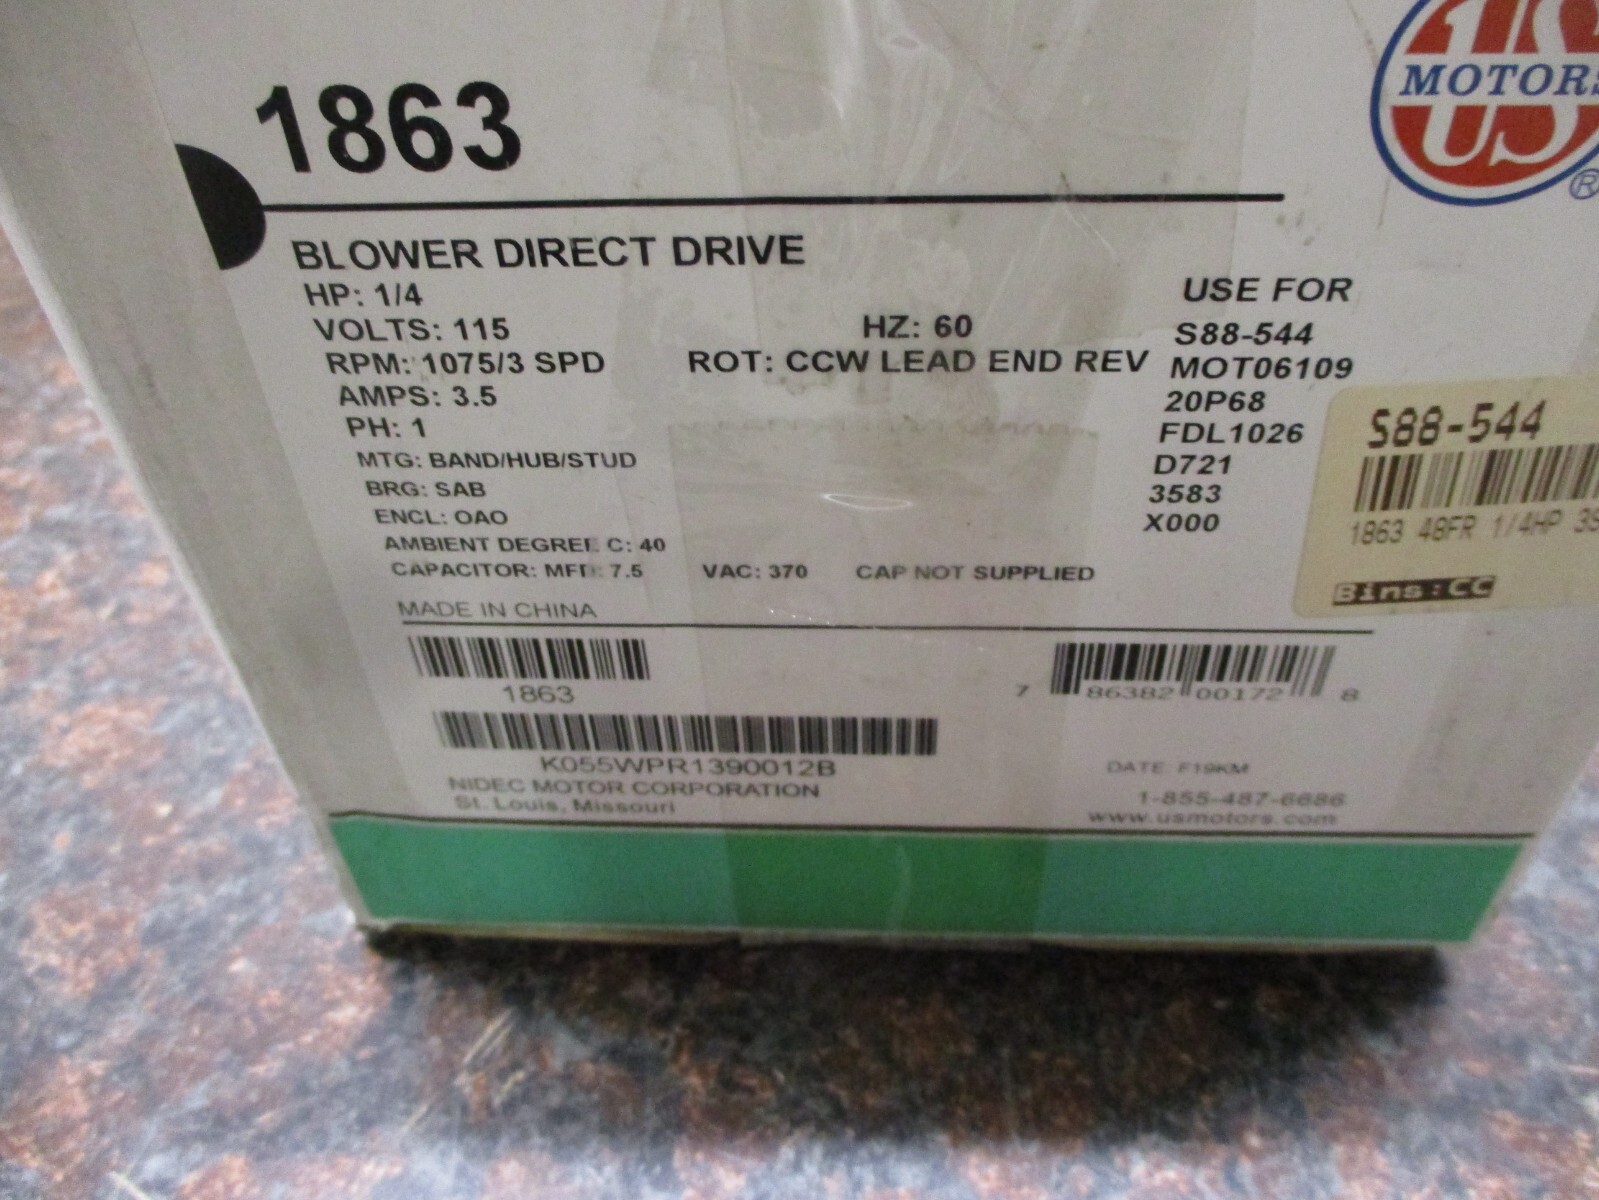 1863
US
MOTORS
®
BLOWER DIRECT DRIVE
HP: 1/4
VOLTS: 115 HZ: 60
RPM: 1075/3 SPD ROT: CCW LEAD END REV
AMPS: 3.5
PH: 1
MTG: BAND/HUB/STUD
BRG: SAB
ENCL: OAO
AMBIENT DEGREE C: 40
CAPACITOR: MFD: 7.5 VAC: 370 CAP NOT SUPPLIED
MADE IN CHINA
USE FOR
S88-544
MOT06109
20P68
FDL1026
D721
3583
X000
S88-544
1863 48FR 1/4HP 3S
Bins:CC
1863
7 86382 00172 8
K055WPR1390012B
NIDEC MOTOR CORPORATION
St. Louis, Missouri
DATE: F19KM
1-855-487-6686
www.usmotors.com